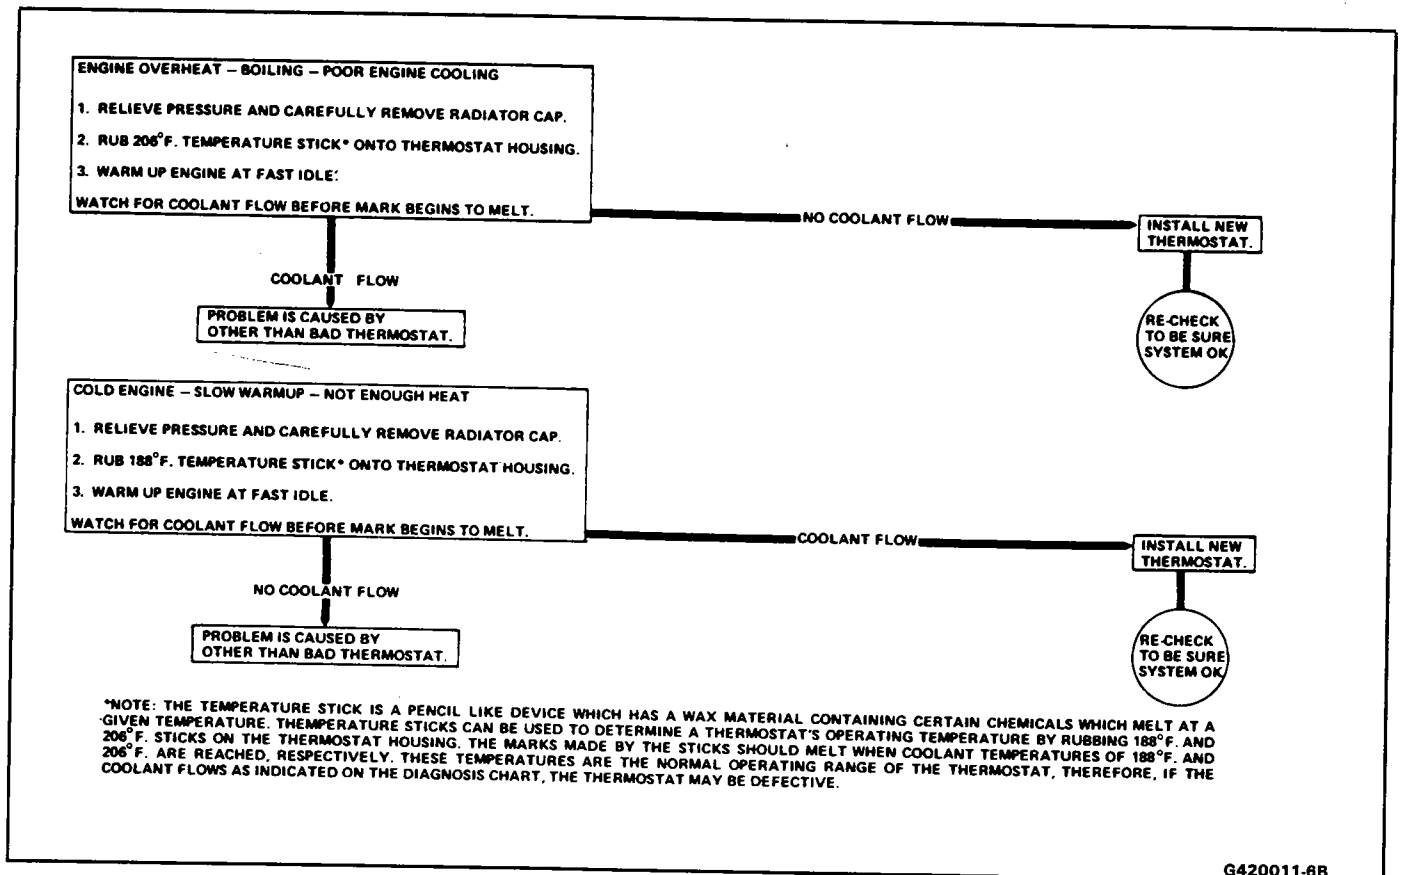 ENGINE OVERHEAT – BOILING – POOR ENGINE COOLING
1. RELIEVE PRESSURE AND CAREFULLY REMOVE RADIATOR CAP.
2. RUB 206°F. TEMPERATURE STICK* ONTO THERMOSTAT HOUSING.
3. WARM UP ENGINE AT FAST IDLE.
WATCH FOR COOLANT FLOW BEFORE MARK BEGINS TO MELT.
NO COOLANT FLOW
INSTALL NEW
THERMOSTAT.
COOLANT FLOW
PROBLEM IS CAUSED BY
OTHER THAN BAD THERMOSTAT.
RE-CHECK
TO BE SURE
SYSTEM OK
COLD ENGINE – SLOW WARMUP – NOT ENOUGH HEAT
1. RELIEVE PRESSURE AND CAREFULLY REMOVE RADIATOR CAP.
2. RUB 188°F. TEMPERATURE STICK* ONTO THERMOSTAT HOUSING.
3. WARM UP ENGINE AT FAST IDLE.
WATCH FOR COOLANT FLOW BEFORE MARK BEGINS TO MELT.
COOLANT FLOW
INSTALL NEW
THERMOSTAT.
NO COOLANT FLOW
PROBLEM IS CAUSED BY
OTHER THAN BAD THERMOSTAT.
RE-CHECK
TO BE SURE
SYSTEM OK
*NOTE: THE TEMPERATURE STICK IS A PENCIL LIKE DEVICE WHICH HAS A WAX MATERIAL CONTAINING CERTAIN CHEMICALS WHICH MELT AT A
GIVEN TEMPERATURE. THEMPERATURE STICKS CAN BE USED TO DETERMINE A THERMOSTAT'S OPERATING TEMPERATURE BY RUBBING 188°F. AND
206°F. STICKS ON THE THERMOSTAT HOUSING. THE MARKS MADE BY THE STICKS SHOULD MELT WHEN COOLANT TEMPERATURES OF 188°F. AND
206°F. ARE REACHED, RESPECTIVELY. THESE TEMPERATURES ARE THE NORMAL OPERATING RANGE OF THE THERMOSTAT, THEREFORE, IF THE
COOLANT FLOWS AS INDICATED ON THE DIAGNOSIS CHART, THE THERMOSTAT MAY BE DEFECTIVE.
G420011-6B